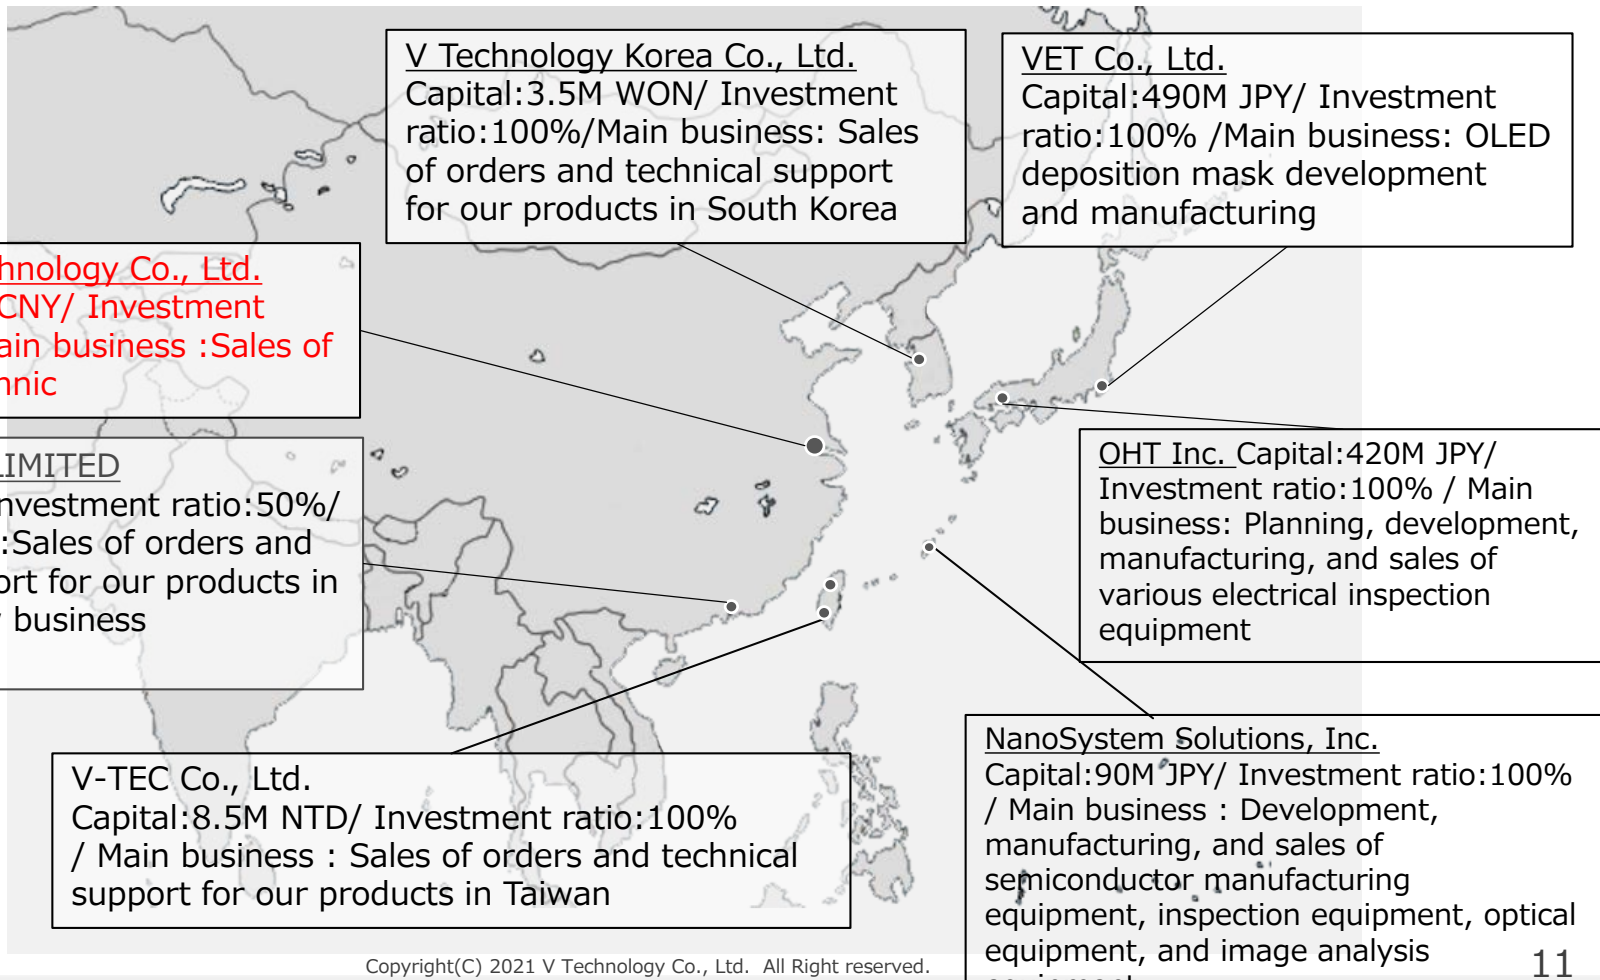 V Technology Korea Co., Ltd.
Capital:3.5M WON/ Investment
ratio:100%/Main business: Sales
of orders and technical support
for our products in South Korea
VET Co., Ltd.
Capital:490M JPY/ Investment
ratio:100% /Main business: OLED
deposition mask development
and manufacturing
hnology Co., Ltd.
CNY/ Investment
ain business :Sales of
hnic
LIMITED
nvestment ratio:50%/
:Sales of orders and
ort for our products in
business
OHT Inc. Capital:420M JPY/
Investment ratio:100% / Main
business: Planning, development,
manufacturing, and sales of
various electrical inspection
equipment
V-TEC Co., Ltd.
Capital:8.5M NTD/ Investment ratio:100%
/ Main business : Sales of orders and technical
support for our products in Taiwan
NanoSystem Solutions, Inc.
Capital:90M JPY/ Investment ratio:100%
/ Main business : Development,
manufacturing, and sales of
semiconductor manufacturing
equipment, inspection equipment, optical
equipment, and image analysis
Copyright(C) 2021 V Technology Co., Ltd. All Right reserved.
11